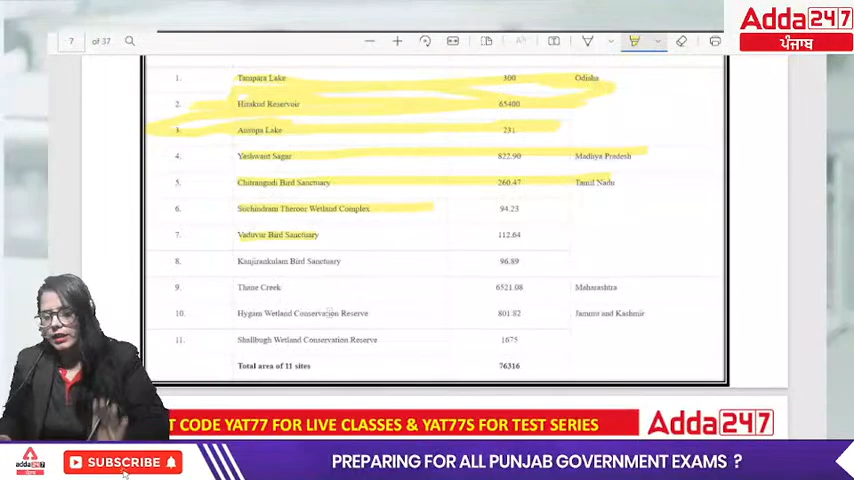 7 of 37
Adda247
ਪੰਜਾਬ
1. Tampara Lake 300 Odisha
2. Hirakud Reservoir 65400
3. Ansupa Lake 231
4. Yashwant Sagar 822.90 Madhya Pradesh
5. Chitrangudi Bird Sanctuary 260.47 Tamil Nadu
6. Suchindram Theroor Wetland Complex 94.23
7. Vaduvur Bird Sanctuary 112.64
8. Kanjirankulam Bird Sanctuary 96.89
9. Thane Creek 6521.08 Maharashtra
10. Hygam Wetland Conservation Reserve 801.82 Jammu and Kashmir
11. Shallbugh Wetland Conservation Reserve 1675
Total area of 11 sites 76316
T CODE YAT77 FOR LIVE CLASSES & YAT77S FOR TEST SERIES
Adda247
adda247
ਪੰਜਾਬ
SUBSCRIBE
PREPARING FOR ALL PUNJAB GOVERNMENT EXAMS ?